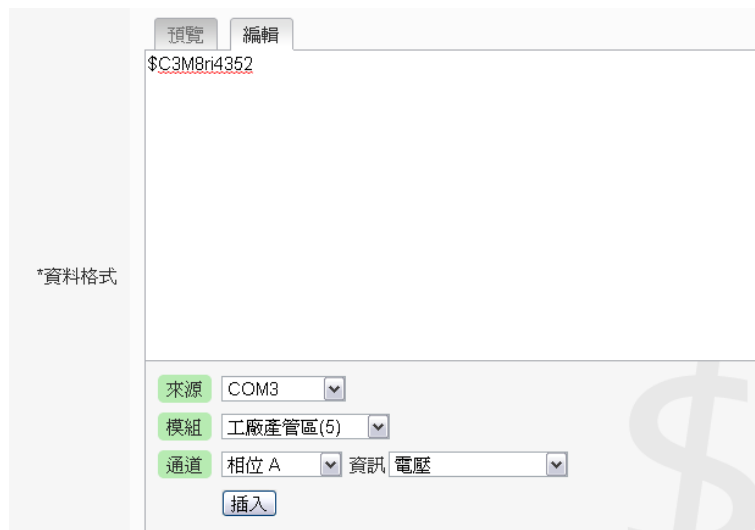 預覽 編輯
$C3M8ri4352
*資料格式
來源 COM3
模組 工廠產管區(5)
通道 相位 A 資訊 電壓
插入
$